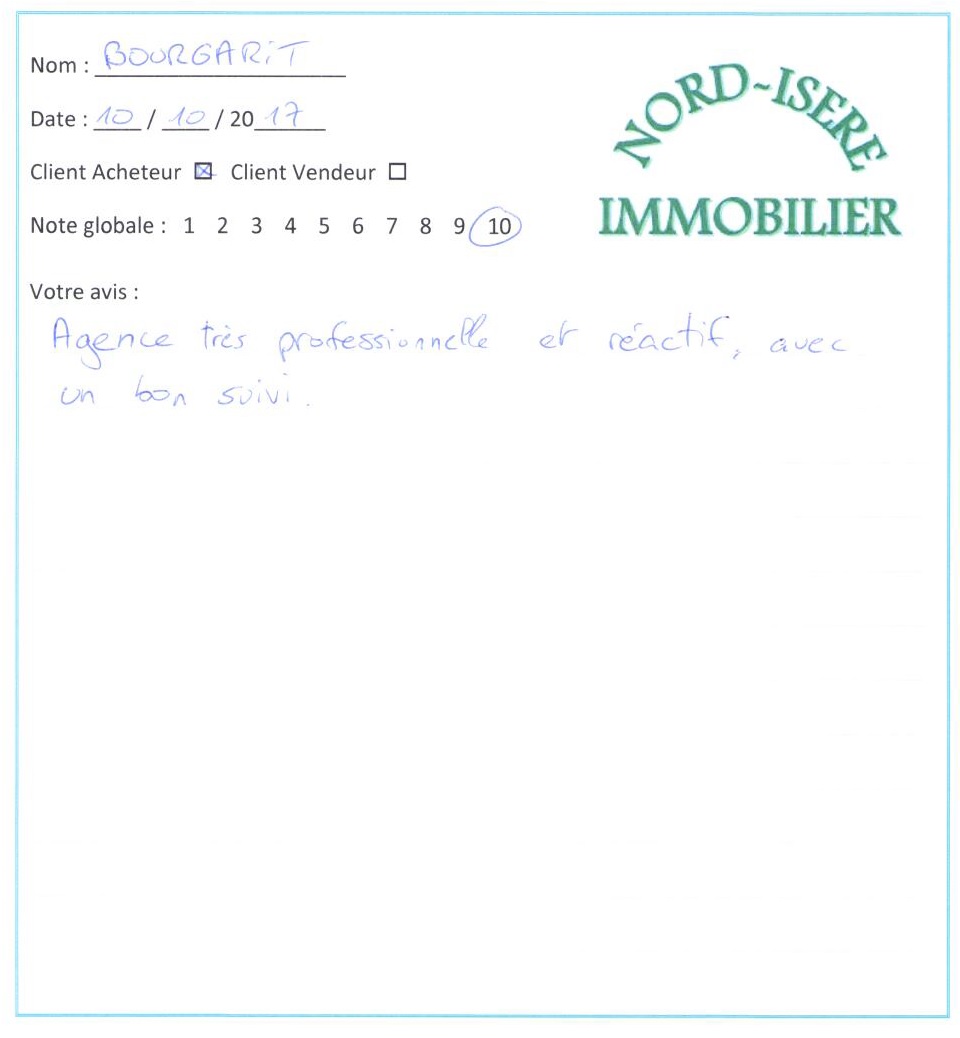 Nom : BOURGARIT
NORD-ISERE
IMMOBILIER
Date : 10 / 10 / 2017
Client Acheteur ☒ Client Vendeur ☐
Note globale : 1 2 3 4 5 6 7 8 9 10
Votre avis :
Agence très professionnelle et réactif, avec
un bon suivi.